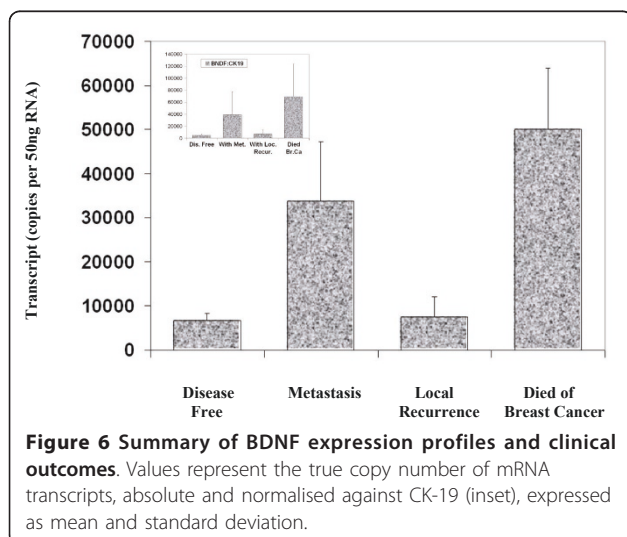 70000
60000
50000
40000
30000
20000
10000
0
Transcript (copies per 50ng RNA)
140000
120000
100000
80000
60000
40000
20000
0
BNDF:CK19
Dis. Free With Met. With Loc. Died
Recur. Br.Ca
Disease Metastasis Local Died of
Free Recurrence Breast Cancer
Figure 6 Summary of BDNF expression profiles and clinical
outcomes. Values represent the true copy number of mRNA
transcripts, absolute and normalised against CK-19 (inset), expressed
as mean and standard deviation.